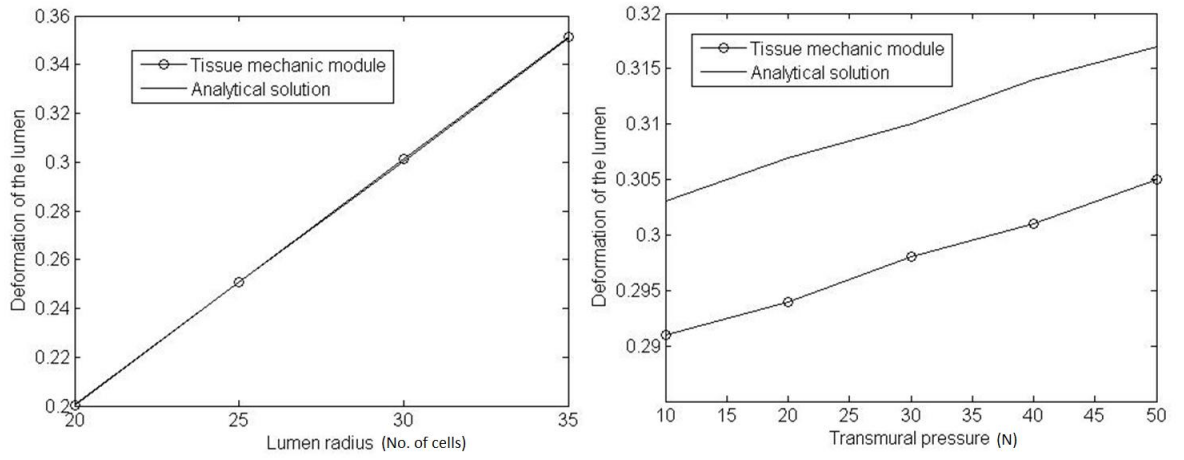 0.36
0.34
0.32
0.3
0.28
0.26
0.24
0.22
0.2
Deformation of the lumen
Tissue mechanic module
Analytical solution
20 25 30 35
Lumen radius (No. of cells)
0.32
0.315
0.31
0.305
0.3
0.295
0.29
Deformation of the lumen
Tissue mechanic module
Analytical solution
10 15 20 25 30 35 40 45 50
Transmural pressure (N)